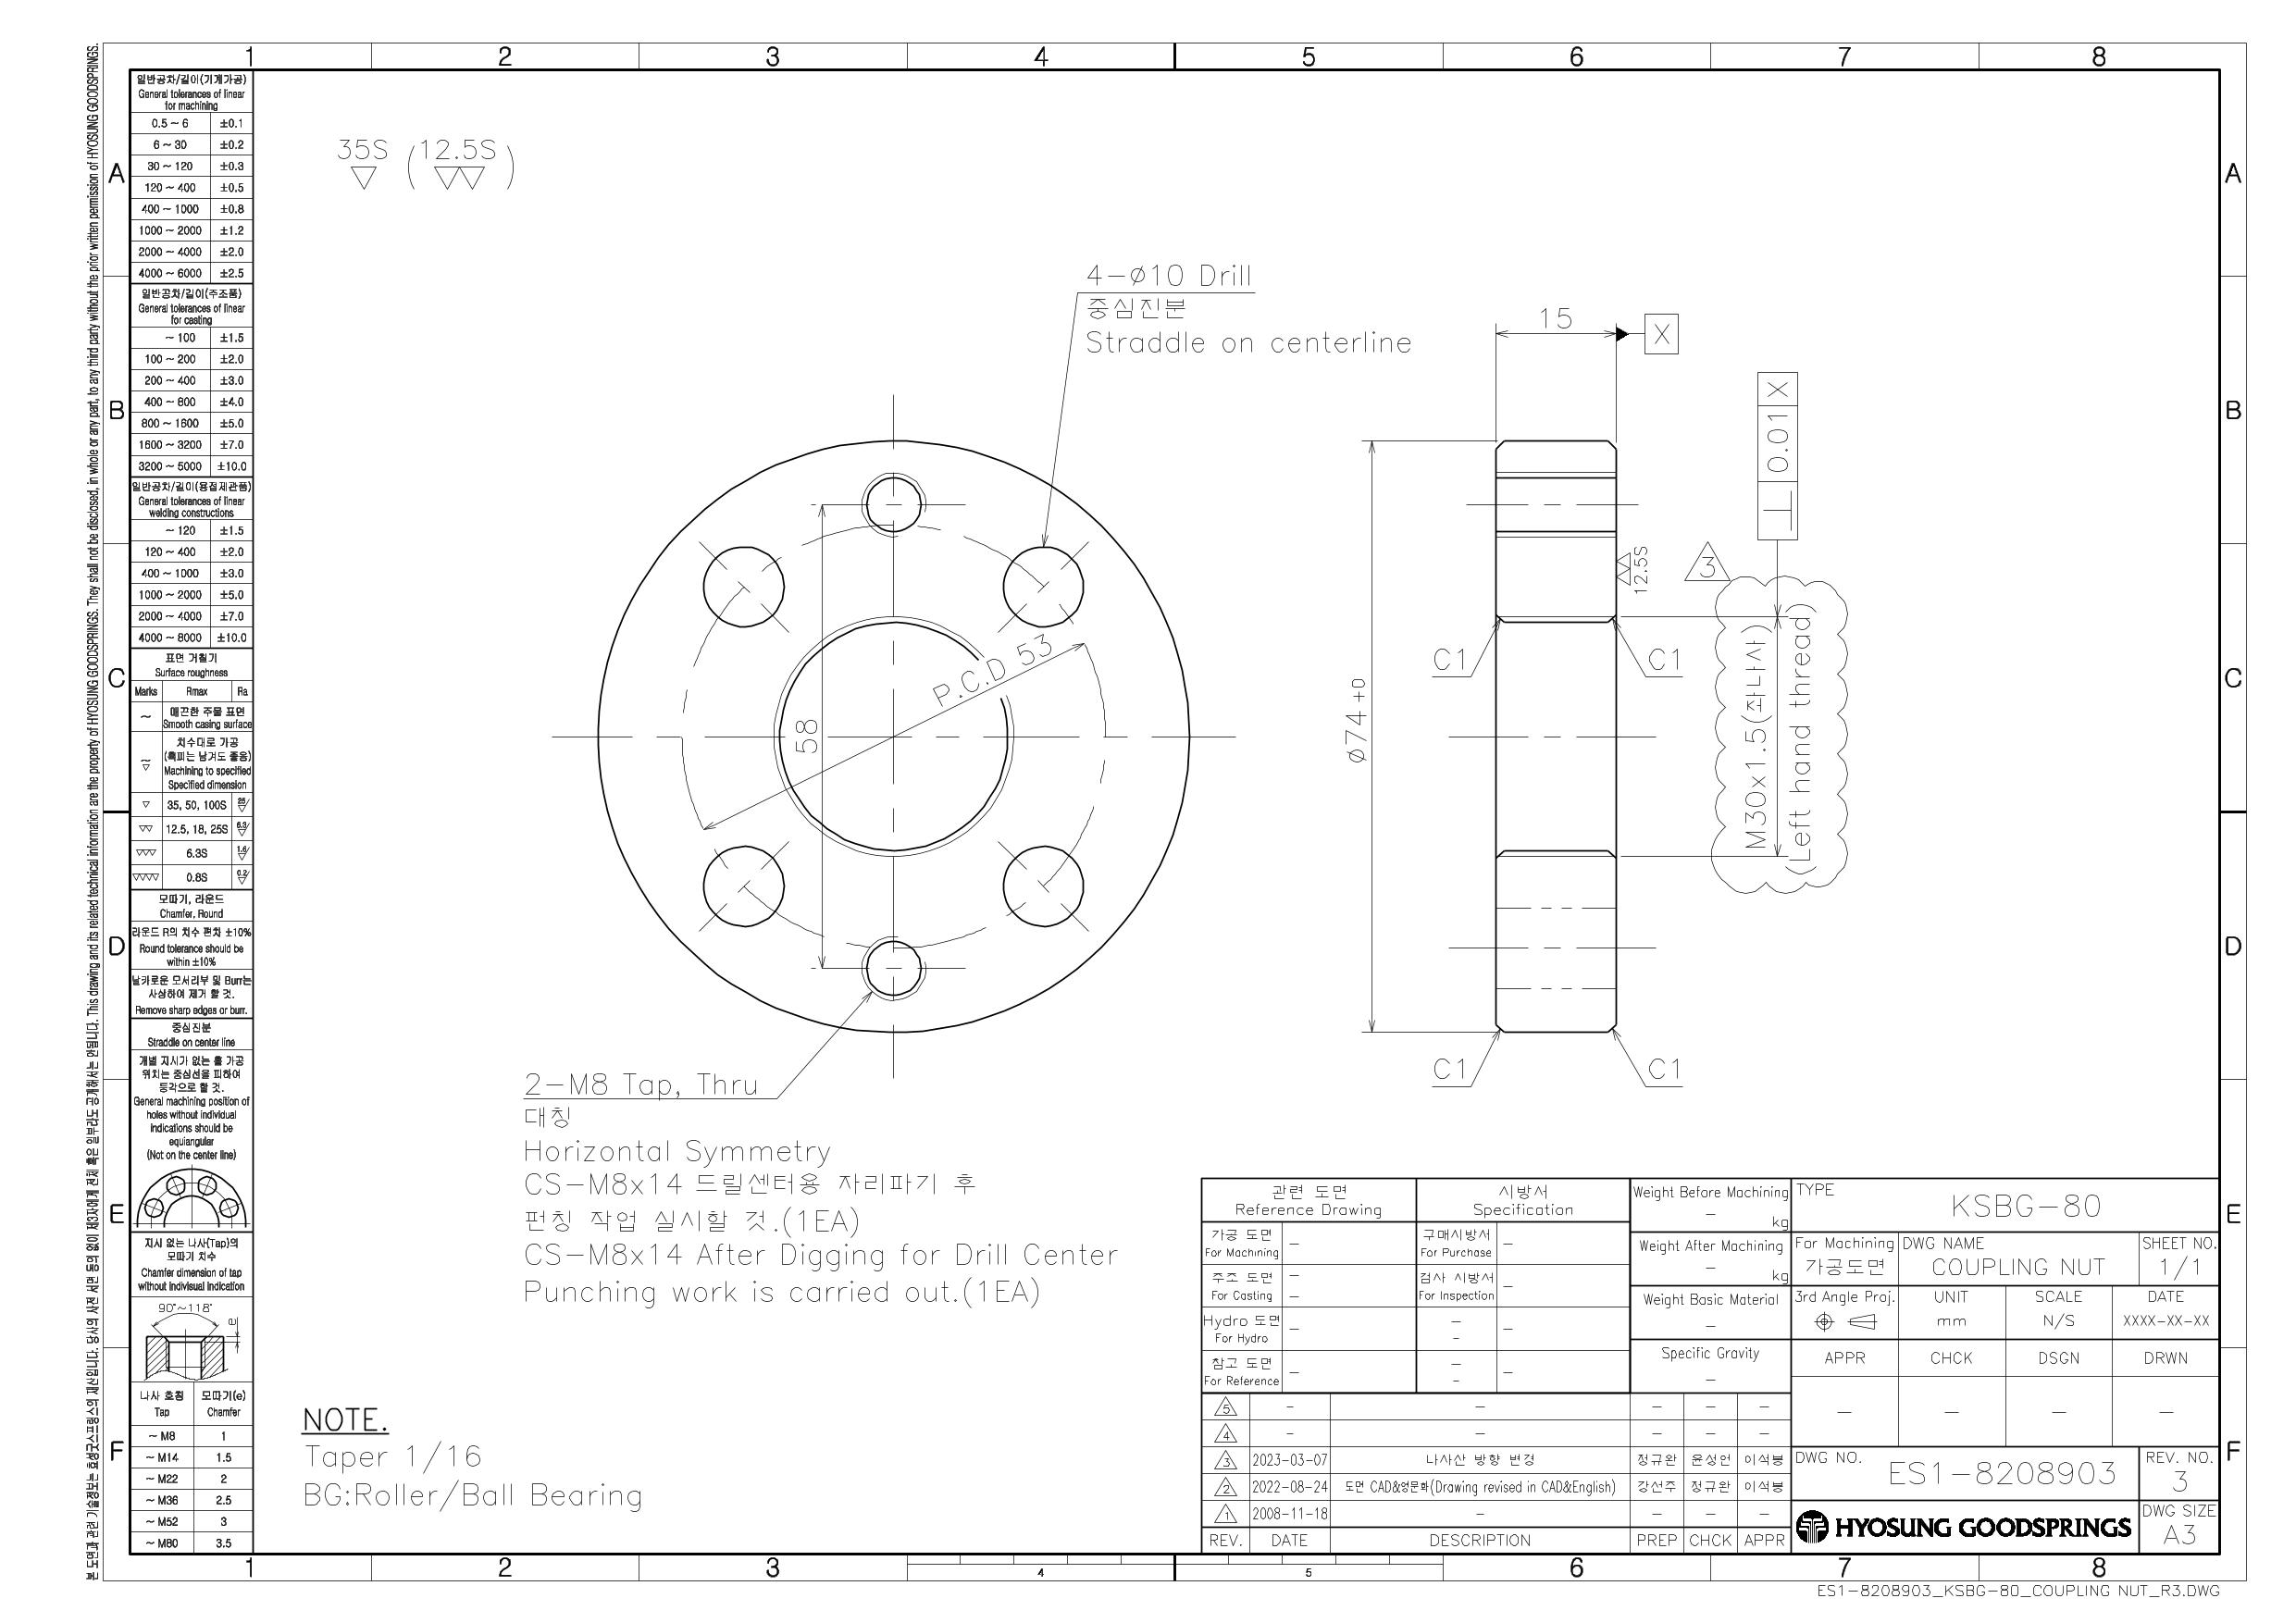 본 도면과 관련 기술정보는 효성굿스프링스의 재산입니다. 당사의 사전 서면 동의 없이 제3자에게 전체 혹은 일부라도 공개해서는 안됩니다. This drawing and its related technical information are the property of HYOSUNG GOODSPRINGS. They shall not be disclosed, in whole or any part, to any third party without the prior written permission of HYOSUNG GOODSPRINGS.
1 2 3 4 5 6 7 8
A
B
C
D
E
F
일반공차/길이(기계가공)
General tolerances of linear
for machining
0.5 ~ 6 ±0.1
6 ~ 30 ±0.2
30 ~ 120 ±0.3
120 ~ 400 ±0.5
400 ~ 1000 ±0.8
1000 ~ 2000 ±1.2
2000 ~ 4000 ±2.0
4000 ~ 6000 ±2.5
일반공차/길이(주조품)
General tolerances of linear
for casting
~ 100 ±1.5
100 ~ 200 ±2.0
200 ~ 400 ±3.0
400 ~ 800 ±4.0
800 ~ 1600 ±5.0
1600 ~ 3200 ±7.0
3200 ~ 5000 ±10.0
일반공차/길이(용접제관품)
General tolerances of linear
welding constructions
~ 120 ±1.5
120 ~ 400 ±2.0
400 ~ 1000 ±3.0
1000 ~ 2000 ±5.0
2000 ~ 4000 ±7.0
4000 ~ 8000 ±10.0
표면 거칠기
Surface roughness
Marks Rmax Ra
~ 매끈한 주물 표면
Smooth casing surface
치수대로 가공
(흑피는 남겨도 좋음)
Machining to specified
Specified dimension
35, 50, 100S 25
12.5, 18, 25S 6.3
6.3S 1.6
0.8S 0.2
모따기, 라운드
Chamfer, Round
라운드 R의 치수 편차 ±10%
Round tolerance should be
within ±10%
날카로운 모서리부 및 Burr는
사상하여 제거 할 것.
Remove sharp edges or burr.
중심진분
Straddle on center line
개별 지시가 없는 홀 가공
위치는 중심선을 피하여
등각으로 할 것.
General machining position of
holes without individual
indications should be
equiangular
(Not on the center line)
지시 없는 나사(Tap)의
모따기 치수
Chamfer dimension of tap
without indivisual indication
90°~118°
e
나사 호칭 모따기(e)
Tap Chamfer
~ M8 1
~ M14 1.5
~ M22 2
~ M36 2.5
~ M52 3
~ M80 3.5
35S (12.5S)
4-ø10 Drill
중심진분
Straddle on centerline
P.C.D 53
58
2-M8 Tap, Thru
대칭
Horizontal Symmetry
CS-M8x14 드릴센터용 자리파기 후
펀칭 작업 실시할 것.(1EA)
CS-M8x14 After Digging for Drill Center
Punching work is carried out.(1EA)
15
X
⊥ 0.01 X
12.5S
3
C1 C1
ø74+0
M30x1.5(좌나사)
(Left hand thread)
C1 C1
NOTE.
Taper 1/16
BG:Roller/Ball Bearing
관련 도면
Reference Drawing
시방서
Specification
가공 도면
For Machining -
구매시방서
For Purchase -
주조 도면
For Casting -
-
검사 시방서
For Inspection -
Hydro 도면
For Hydro -
-
- -
참고 도면
For Reference -
-
- -
Weight Before Machining
- kg
Weight After Machining
- kg
Weight Basic Material
-
Specific Gravity
-
TYPE
KSBG-80
For Machining
가공도면
DWG NAME
COUPLING NUT
SHEET NO.
1/1
3rd Angle Proj.
UNIT
mm
SCALE
N/S
DATE
XXXX-XX-XX
APPR CHCK DSGN DRWN
- - - -
5 - - - - -
4 - - - - -
3 2023-03-07 나사산 방향 변경 정규완 윤성언 이석봉
2 2022-08-24 도면 CAD&영문화(Drawing revised in CAD&English) 강선주 정규완 이석봉
1 2008-11-18 - - - -
REV. DATE DESCRIPTION PREP CHCK APPR
DWG NO.
ES1-8208903
REV. NO.
3
HYOSUNG GOODSPRINGS
DWG SIZE
A3
A
B
C
D
E
F
1 2 3 4 5 6 7 8
ES1-8208903_KSBG-80_COUPLING NUT_R3.DWG